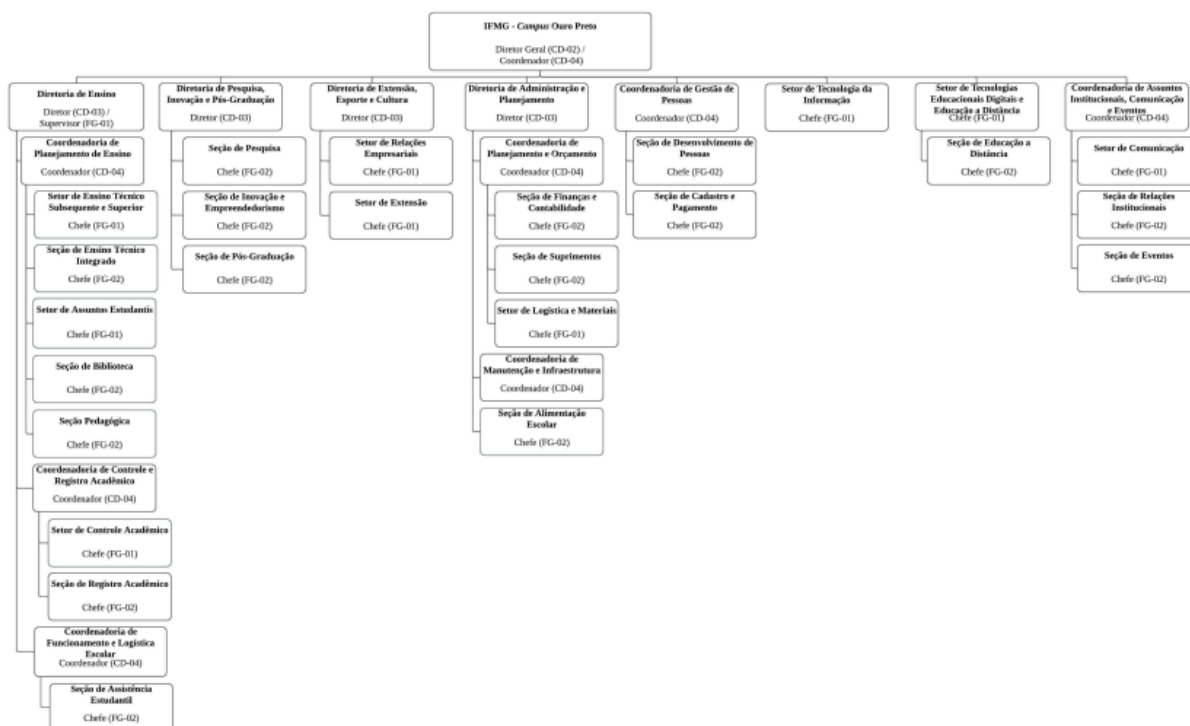 IFMG - Campus Ouro Preto
Diretor Geral (CD-02) /
Coordenador (CD-04)
Diretoria de Ensino
Diretor (CD-03) /
Supervisor (FG-01)
Coordenadoria de
Planejamento de Ensino
Coordenador (CD-04)
Setor de Ensino Técnico
Subsequente e Superior
Chefe (FG-01)
Seção de Ensino Técnico
Integrado
Chefe (FG-02)
Setor de Assuntos Estudantis
Chefe (FG-01)
Seção de Biblioteca
Chefe (FG-02)
Seção Pedagógica
Chefe (FG-02)
Coordenadoria de Controle e
Registro Acadêmico
Coordenador (CD-04)
Setor de Controle Acadêmico
Chefe (FG-01)
Seção de Registro Acadêmico
Chefe (FG-02)
Coordenadoria de
Funcionamento e Logística
Escolar
Coordenador (CD-04)
Seção de Assistência
Estudantil
Chefe (FG-02)
Diretoria de Pesquisa,
Inovação e Pós-Graduação
Diretor (CD-03)
Seção de Pesquisa
Chefe (FG-02)
Seção de Inovação e
Empreendedorismo
Chefe (FG-02)
Seção de Pós-Graduação
Chefe (FG-02)
Diretoria de Extensão,
Esporte e Cultura
Diretor (CD-03)
Setor de Relações
Empresariais
Chefe (FG-01)
Setor de Extensão
Chefe (FG-01)
Diretoria de Administração e
Planejamento
Diretor (CD-03)
Coordenadoria de
Planejamento e Orçamento
Coordenador (CD-04)
Seção de Finanças e
Contabilidade
Chefe (FG-02)
Seção de Suprimentos
Chefe (FG-02)
Setor de Logística e Materiais
Chefe (FG-01)
Coordenadoria de
Manutenção e Infraestrutura
Coordenador (CD-04)
Seção de Alimentação
Escolar
Chefe (FG-02)
Coordenadoria de Gestão de
Pessoas
Coordenador (CD-04)
Seção de Desenvolvimento de
Pessoas
Chefe (FG-02)
Seção de Cadastro e
Pagamento
Chefe (FG-02)
Setor de Tecnologia da
Informação
Chefe (FG-01)
Setor de Tecnologias
Educacionais Digitais e
Educação a Distância
Chefe (FG-01)
Seção de Educação a
Distância
Chefe (FG-02)
Coordenadoria de Assuntos
Institucionais, Comunicação
e Eventos
Coordenador (CD-04)
Setor de Comunicação
Chefe (FG-01)
Seção de Relações
Institucionais
Chefe (FG-02)
Seção de Eventos
Chefe (FG-02)